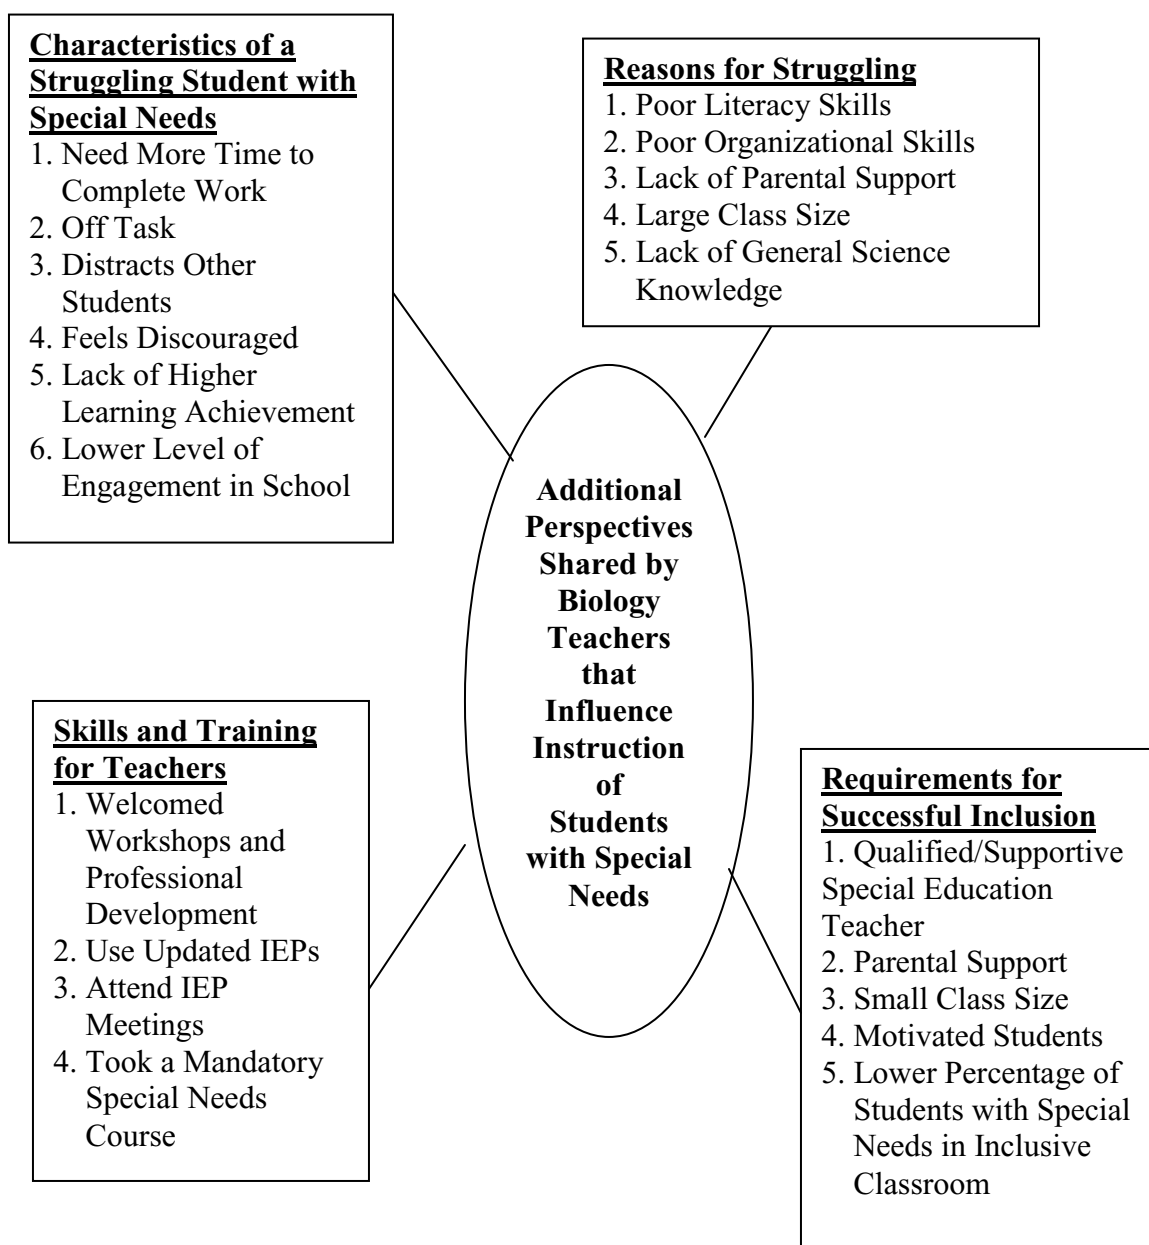 Characteristics of a
Struggling Student with
Special Needs
1. Need More Time to
Complete Work
2. Off Task
3. Distracts Other
Students
4. Feels Discouraged
5. Lack of Higher
Learning Achievement
6. Lower Level of
Engagement in School
Reasons for Struggling
1. Poor Literacy Skills
2. Poor Organizational Skills
3. Lack of Parental Support
4. Large Class Size
5. Lack of General Science
Knowledge
Additional
Perspectives
Shared by
Biology
Teachers
that
Influence
Instruction
of
Students
with Special
Needs
Skills and Training
for Teachers
1. Welcomed
Workshops and
Professional
Development
2. Use Updated IEPs
3. Attend IEP
Meetings
4. Took a Mandatory
Special Needs
Course
Requirements for
Successful Inclusion
1. Qualified/Supportive
Special Education
Teacher
2. Parental Support
3. Small Class Size
4. Motivated Students
5. Lower Percentage of
Students with Special
Needs in Inclusive
Classroom